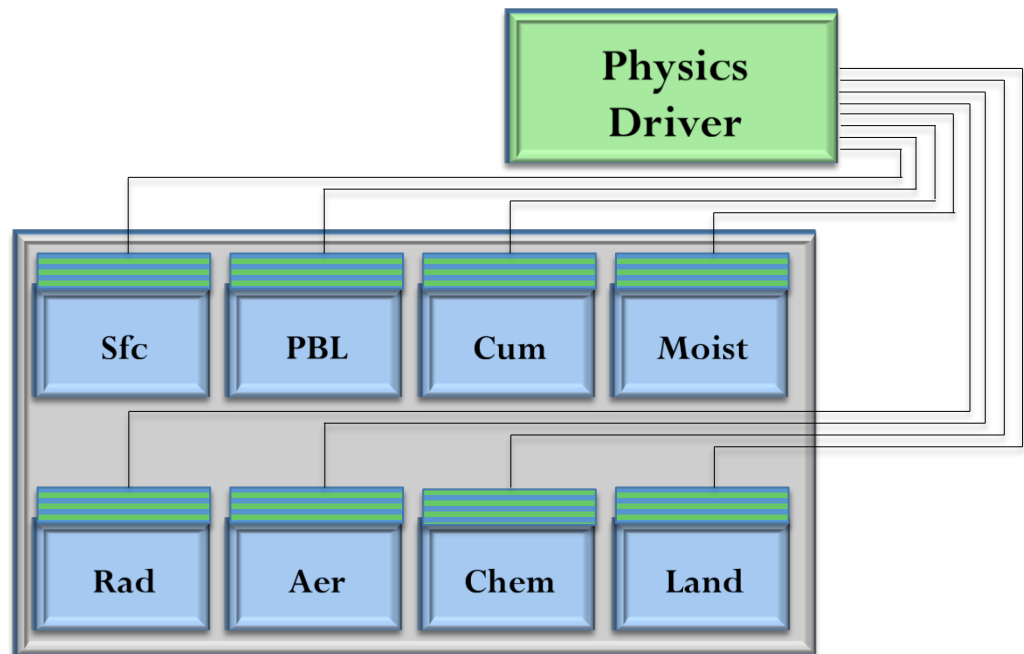 Physics
Driver
Sfc
PBL
Cum
Moist
Rad
Aer
Chem
Land